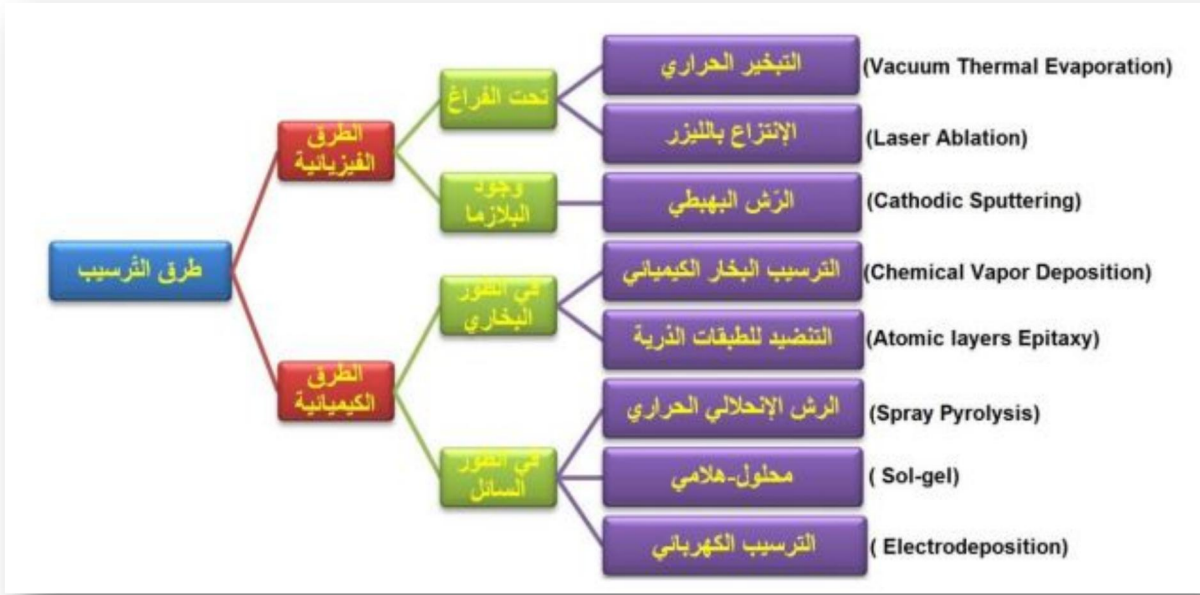 طرق التّرسيب
الطرق
الفيزيائية
تحت الفراغ
التبخير الحراري
(Vacuum Thermal Evaporation)
الإنتزاع بالليزر
(Laser Ablation)
وجود
البلازما
الرّش البهبطي
(Cathodic Sputtering)
الطرق
الكيميائية
في الطور
البخاري
الترسيب البخار الكيميائي
(Chemical Vapor Deposition)
التنضيد للطبقات الذرية
(Atomic layers Epitaxy)
في الطور
السائل
الرش الإنحلالي الحراري
(Spray Pyrolysis)
محلول-هلامي
( Sol-gel)
الترسيب الكهربائي
( Electrodeposition)